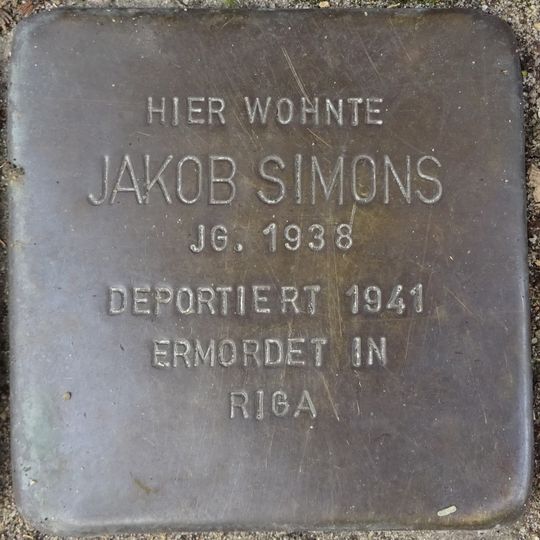 HIER WOHNTE
JAKOB SIMONS
JG. 1938
DEPORTIERT 1941
ERMORDET IN
RIGA